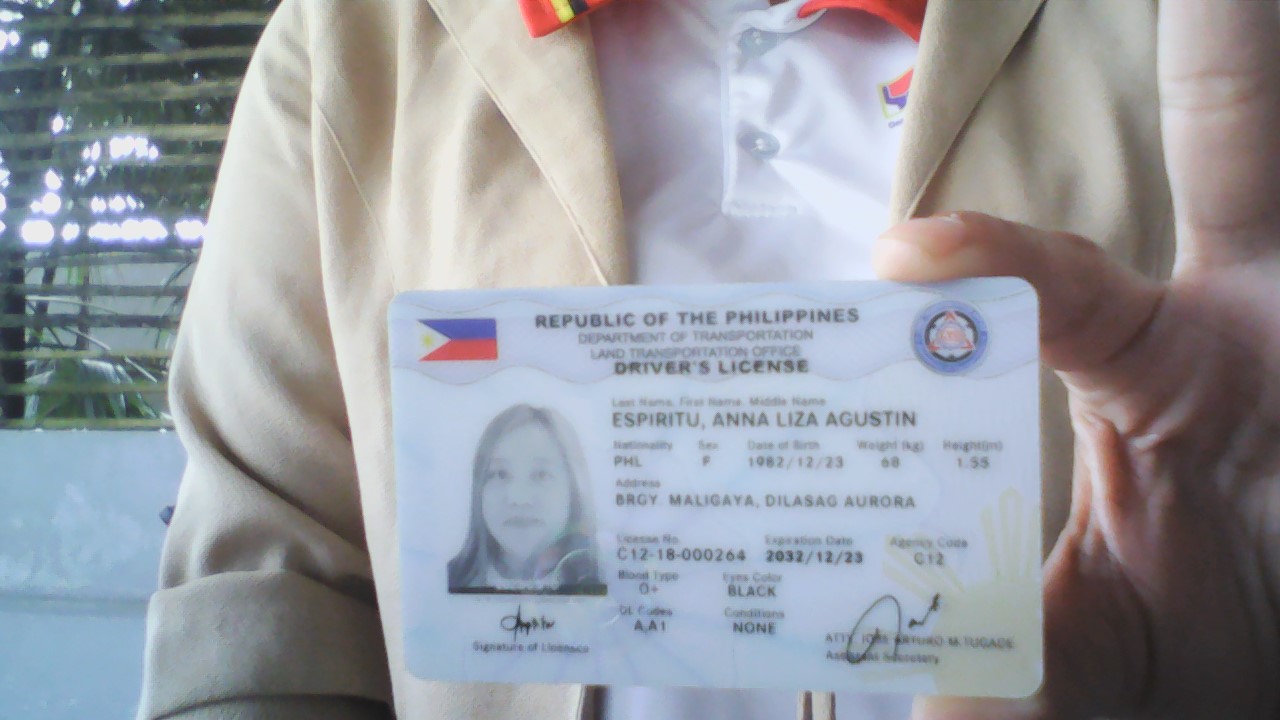 REPUBLIC OF THE PHILIPPINES
DEPARTMENT OF TRANSPORTATION
LAND TRANSPORTATION OFFICE
DRIVER'S LICENSE
Last Name, First Name, Middle Name
ESPIRITU, ANNA LIZA AGUSTIN
Nationality Sex Date of Birth Weight (kg) Height(m)
PHL F 1982/12/23 60 1.55
Address
BRGY. MALIGAYA, DILASAG AURORA
License No. Expiration Date Agency Code
C12-18-000264 2032/12/23 C12
Blood Type Eyes Color
O+ BLACK
DL Codes Conditions
A,A1 NONE
Signature of Licensee
ATTY. JOSE ARTURO M. TUGADE
Assistant Secretary